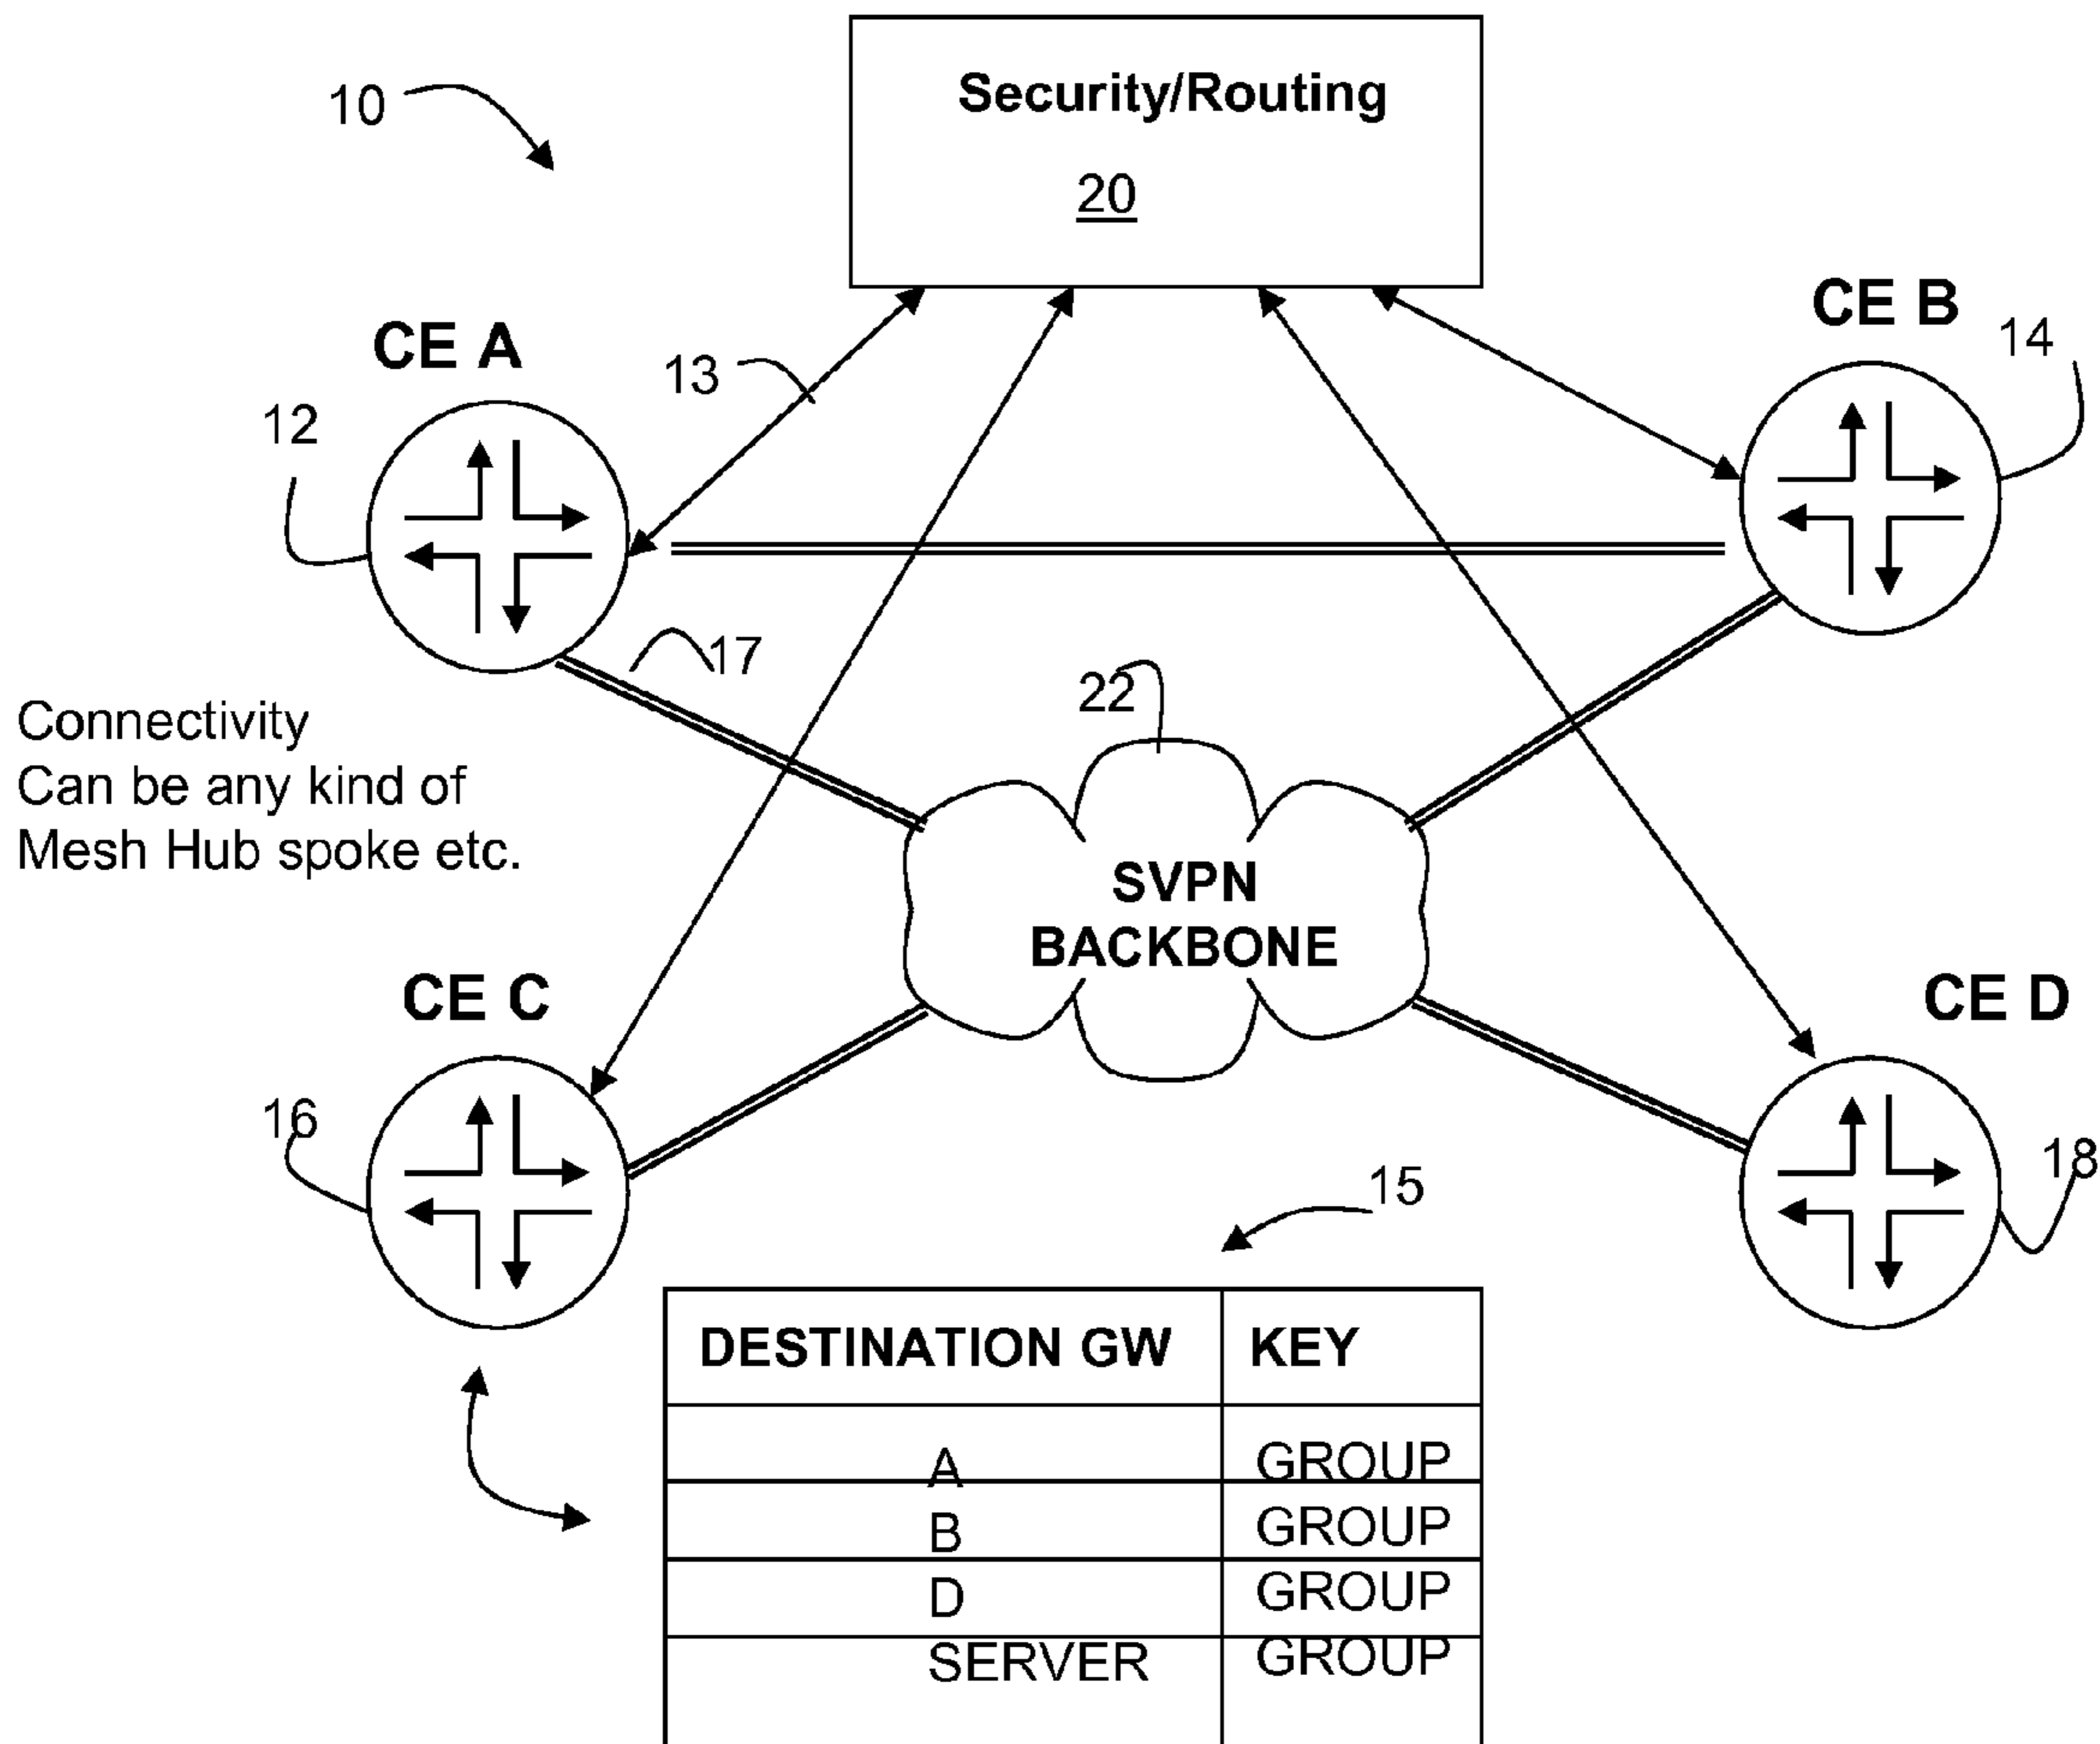 Security/Routing
10
20
CE B
14
CE A
13
12
17
22
Connectivity
Can be any kind of
Mesh Hub spoke etc.
SVPN
BACKBONE
CE C
CE D
16
18
15
DESTINATION GW KEY
A GROUP
B GROUP
D GROUP
SERVER GROUP